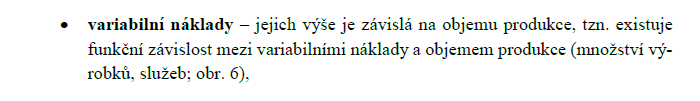 • variabilní náklady – jejich výše je závislá na objemu produkce, tzn. existuje
funkční závislost mezi variabilními náklady a objemem produkce (množství vý-
robků, služeb; obr. 6),